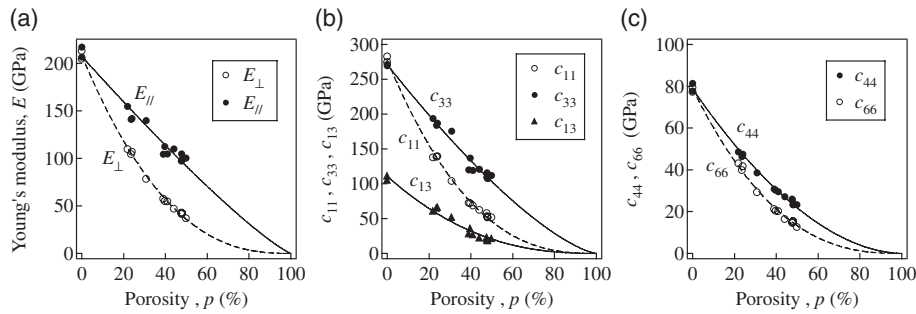 (a)
Young's modulus, E (GPa)
200
150
100
50
0
0 20 40 60 80 100
Porosity , p (%)
E//
E⊥
E⊥
E//
(b)
c11 , c33 , c13 (GPa)
350
300
250
200
150
100
50
0
0 20 40 60 80 100
Porosity , p (%)
c33
c11
c13
c11
c33
c13
(c)
c44 , c66 (GPa)
100
80
60
40
20
0
0 20 40 60 80 100
Porosity , p (%)
c44
c66
c44
c66